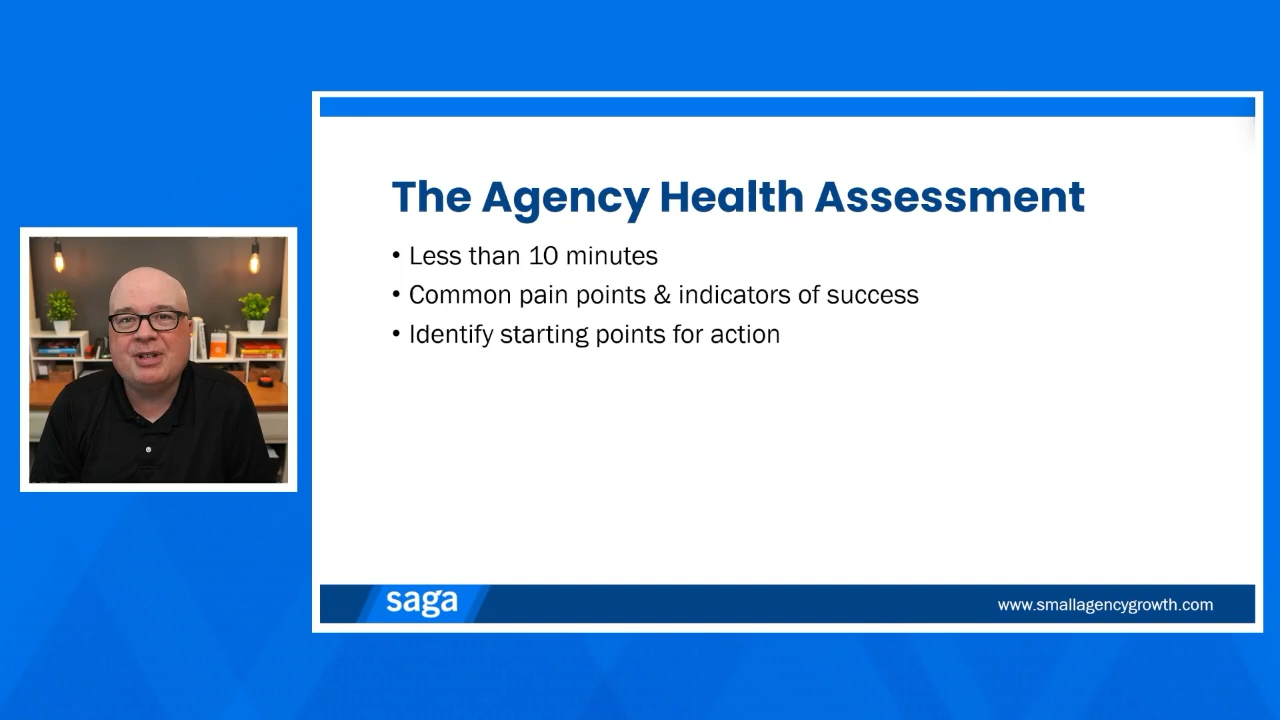 The Agency Health Assessment
• Less than 10 minutes
• Common pain points & indicators of success
• Identify starting points for action
saga
www.smallagencygrowth.com